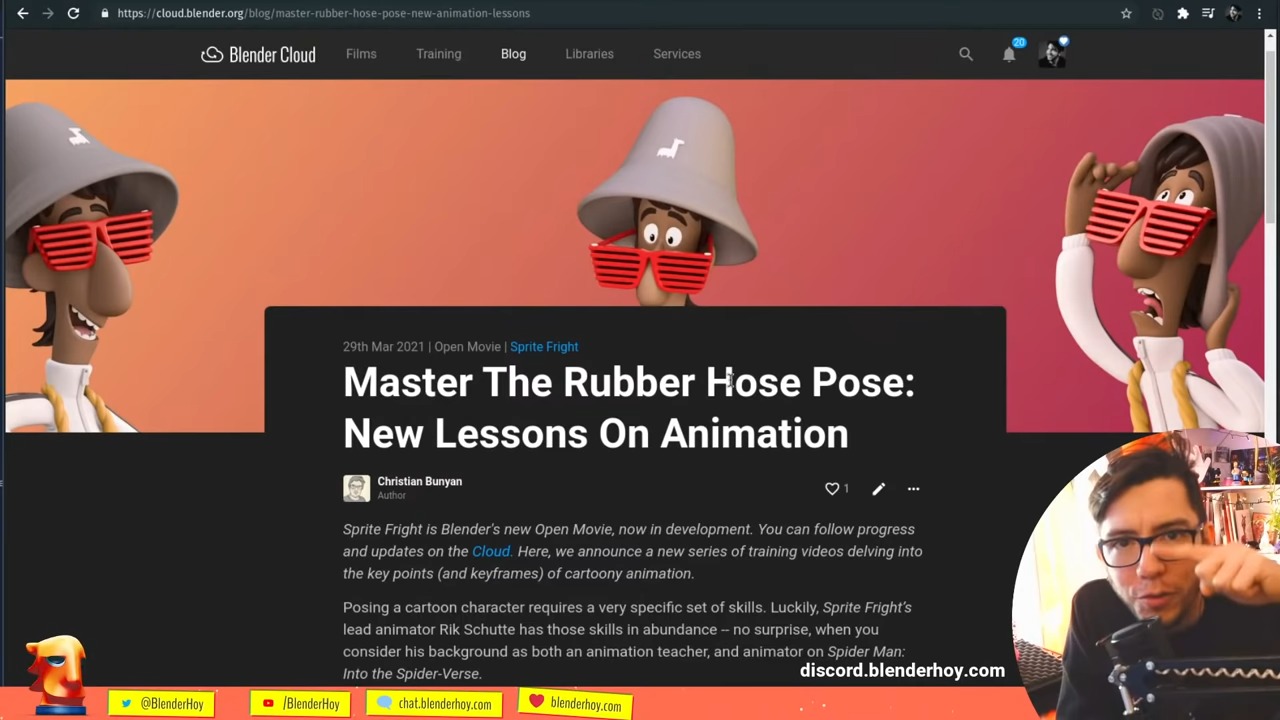 https://cloud.blender.org/blog/master-rubber-hose-pose-new-animation-lessons
Blender Cloud Films Training Blog Libraries Services 20
29th Mar 2021 | Open Movie | Sprite Fright
Master The Rubber Hose Pose:
New Lessons On Animation
Christian Bunyan
Author
1
Sprite Fright is Blender's new Open Movie, now in development. You can follow progress
and updates on the Cloud. Here, we announce a new series of training videos delving into
the key points (and keyframes) of cartoony animation.
Posing a cartoon character requires a very specific set of skills. Luckily, Sprite Fright's
lead animator Rik Schutte has those skills in abundance – no surprise, when you
consider his background as both an animation teacher, and animator on Spider Man:
Into the Spider-Verse.
discord.blenderhoy.com
@BlenderHoy /BlenderHoy chat.blenderhoy.com blenderhoy.com